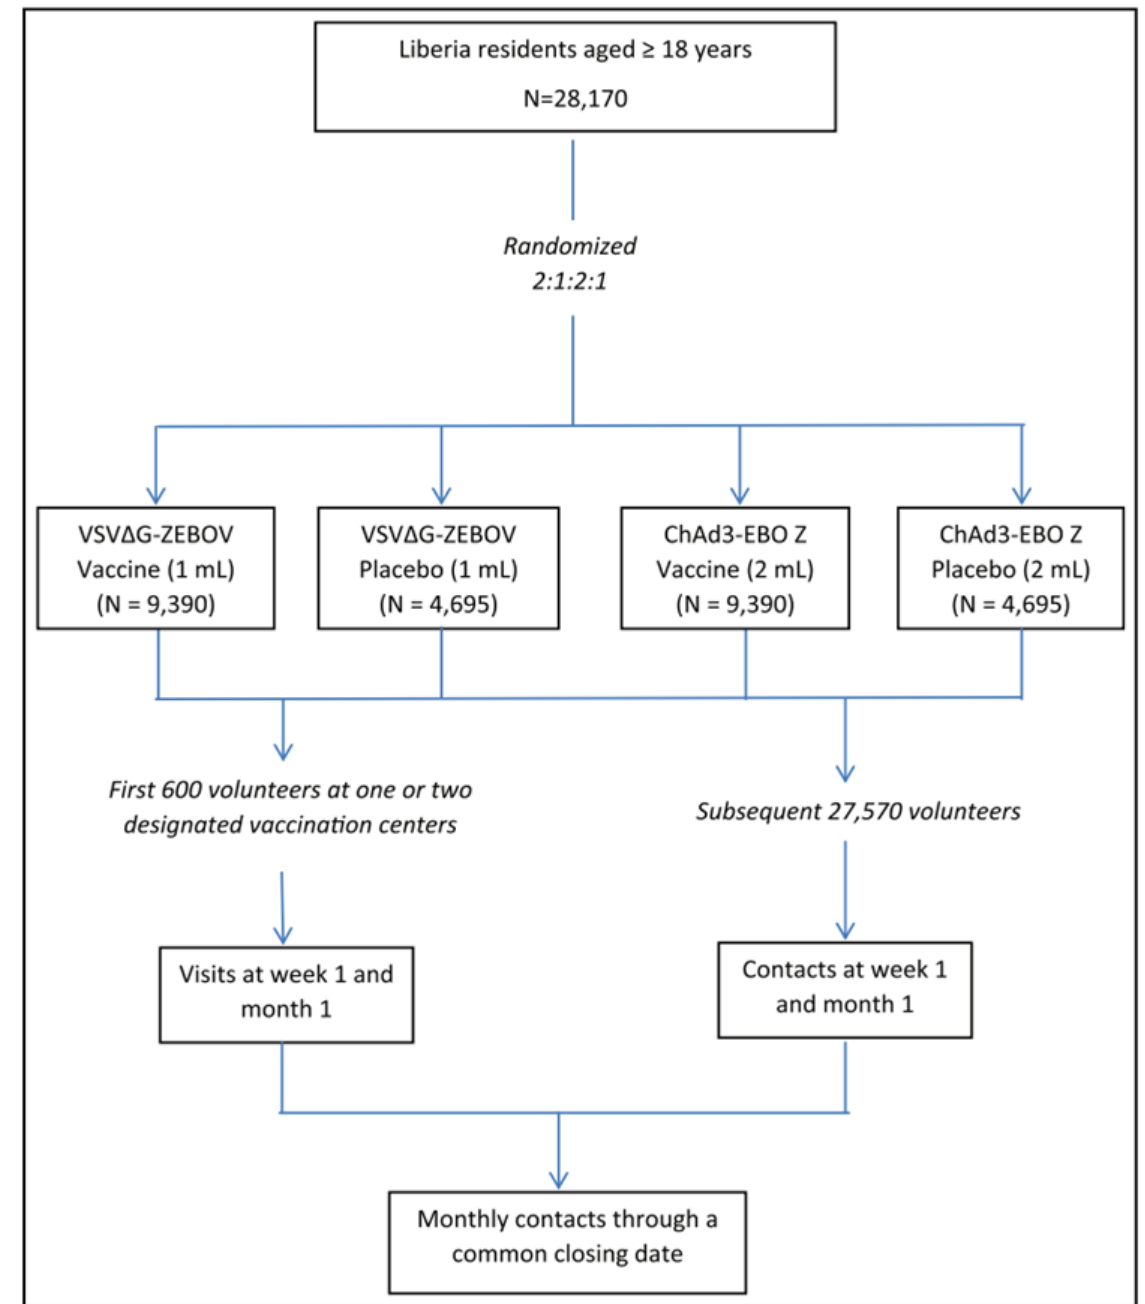 Liberia residents aged ≥ 18 years
N=28,170
Randomized
2:1:2:1
VSVΔG-ZEBOV
Vaccine (1 mL)
(N = 9,390)
VSVΔG-ZEBOV
Placebo (1 mL)
(N = 4,695)
ChAd3-EBO Z
Vaccine (2 mL)
(N = 9,390)
ChAd3-EBO Z
Placebo (2 mL)
(N = 4,695)
First 600 volunteers at one or two
designated vaccination centers
Subsequent 27,570 volunteers
Visits at week 1 and
month 1
Contacts at week 1
and month 1
Monthly contacts through a
common closing date